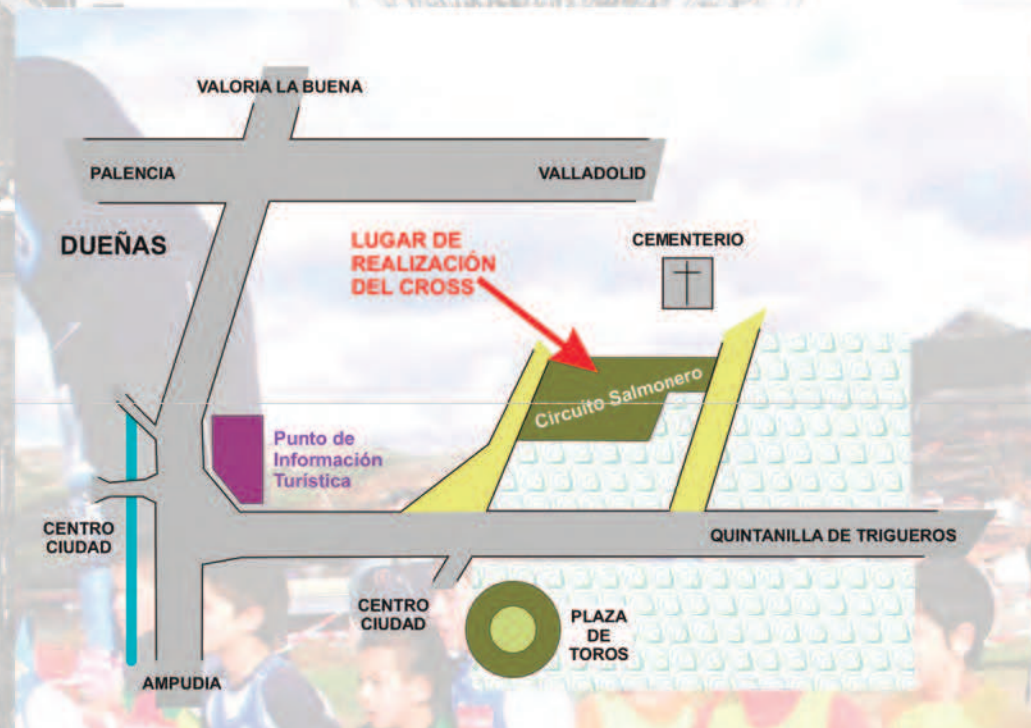 VALORIA LA BUENA
PALENCIA
VALLADOLID
DUEÑAS
LUGAR DE
REALIZACIÓN
DEL CROSS
CEMENTERIO
Circuito Salmonero
Punto de
Información
Turística
CENTRO
CIUDAD
QUINTANILLA DE TRIGUEROS
CENTRO
CIUDAD
PLAZA
DE
TOROS
AMPUDIA